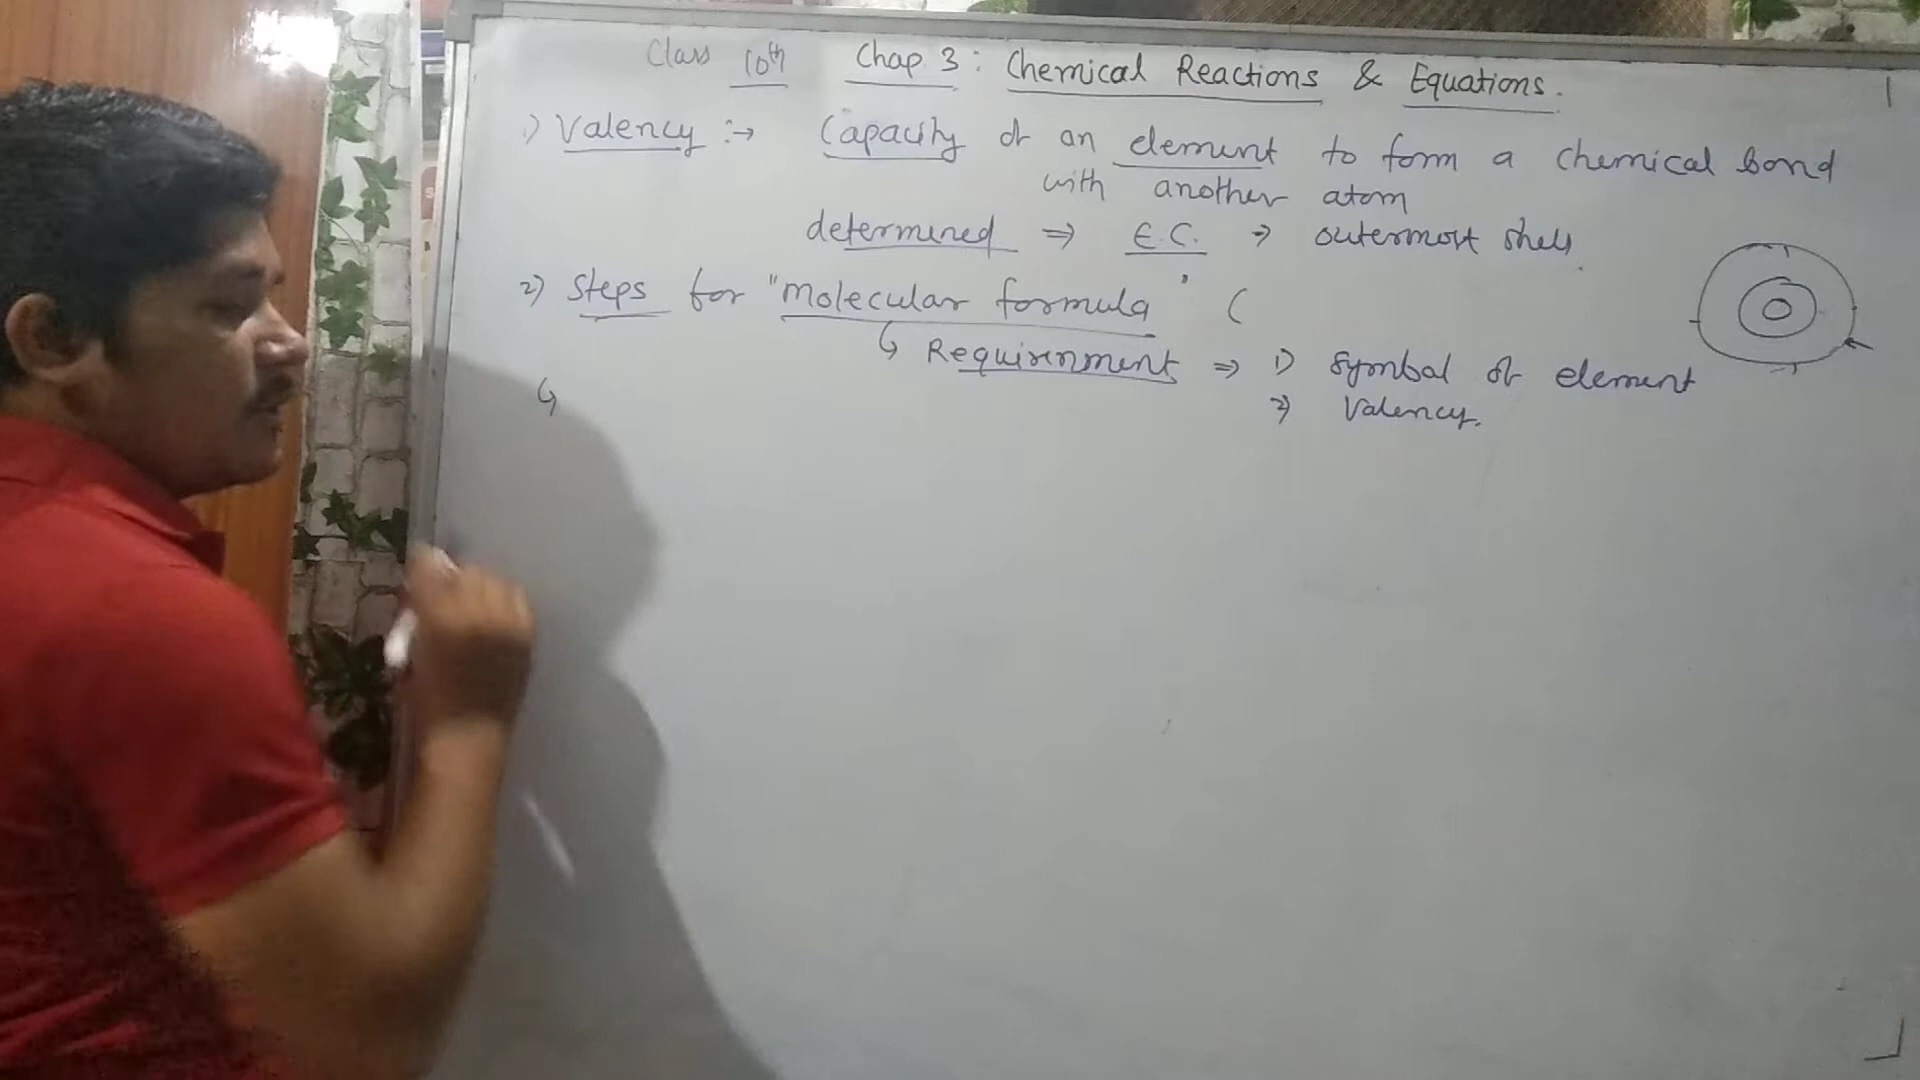 Class 10th Chap 3: Chemical Reactions & Equations.
1) Valency :→ Capacity of an element to form a chemical bond
with another atom
determined ⇒ E.C. → outermost shell.
2) Steps for "Molecular formula" (
↳ Requirenment ⇒ 1) Symbol of element
2) Valency.
↳